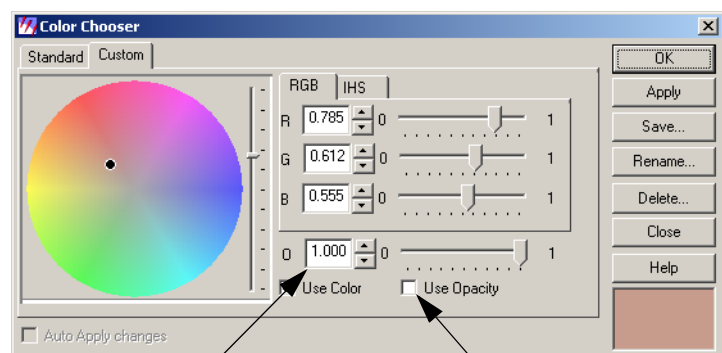 Color Chooser
Standard Custom
RGB IHS
R 0.785 0 1
G 0.612 0 1
B 0.555 0 1
O 1.000 0 1
Use Color Use Opacity
Auto Apply changes
OK
Apply
Save...
Rename...
Delete...
Close
Help